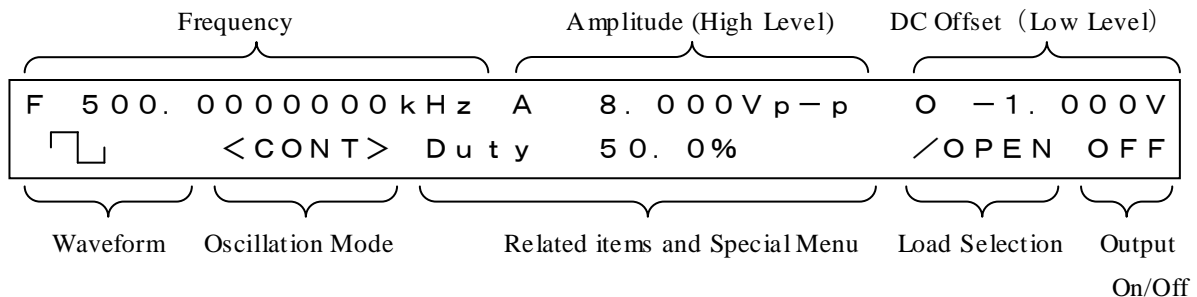 Frequency Amplitude (High Level) DC Offset (Low Level)
F 500.0000000kHz A 8.000Vp-p O -1.000V
<CONT> Duty 50.0% /OPEN OFF
Waveform Oscillation Mode Related items and Special Menu Load Selection Output
On/Off